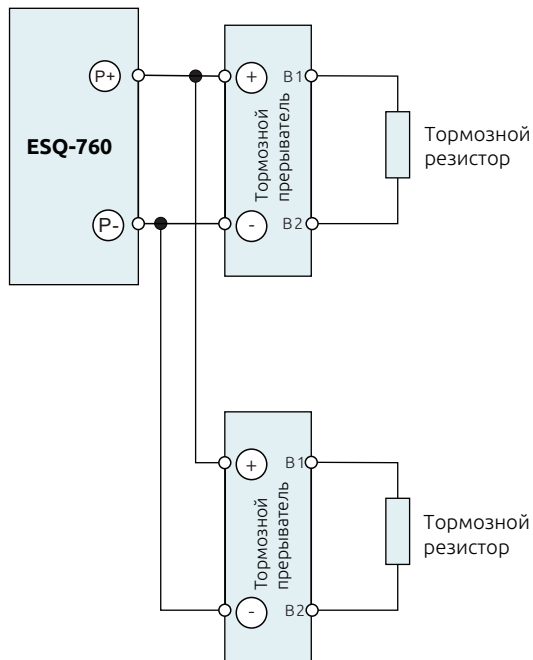 P+
ESQ-760
P-
+
B1
Тормозной
прерыватель
-
B2
Тормозной
резистор
+
B1
Тормозной
прерыватель
-
B2
Тормозной
резистор